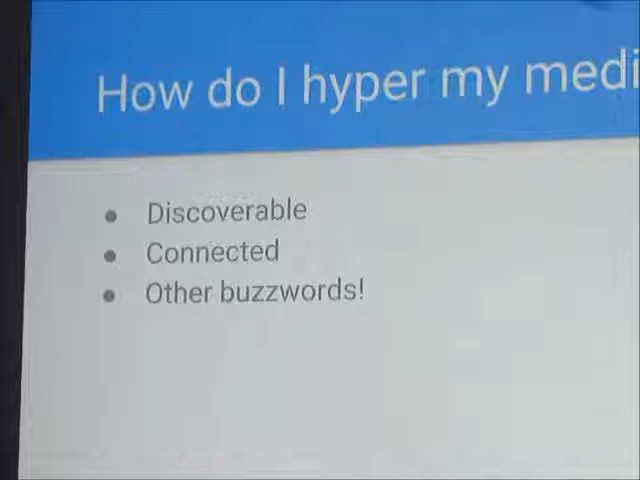 How do I hyper my medi
● Discoverable
● Connected
● Other buzzwords!